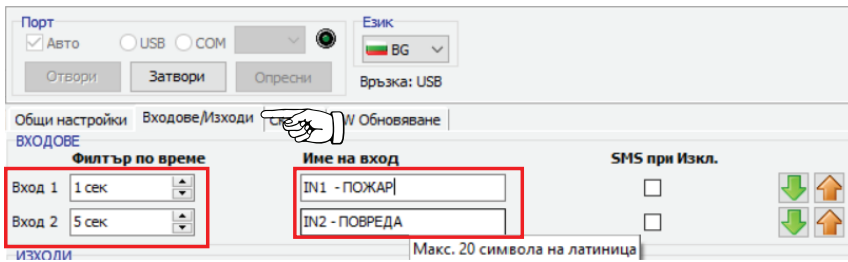 Порт
Език
Авто
USB
COM
BG
Отвори
Затвори
Опресни
Връзка: USB
Общи настройки
Входове/Изходи
Обновяване
ВХОДОВЕ
Филтър по време
Име на вход
SMS при Изкл.
Вход 1
1 сек
IN1 - ПОЖАР
Вход 2
5 сек
IN2 - ПОВРЕДА
Макс. 20 символа на латиница
ИЗХОДИ